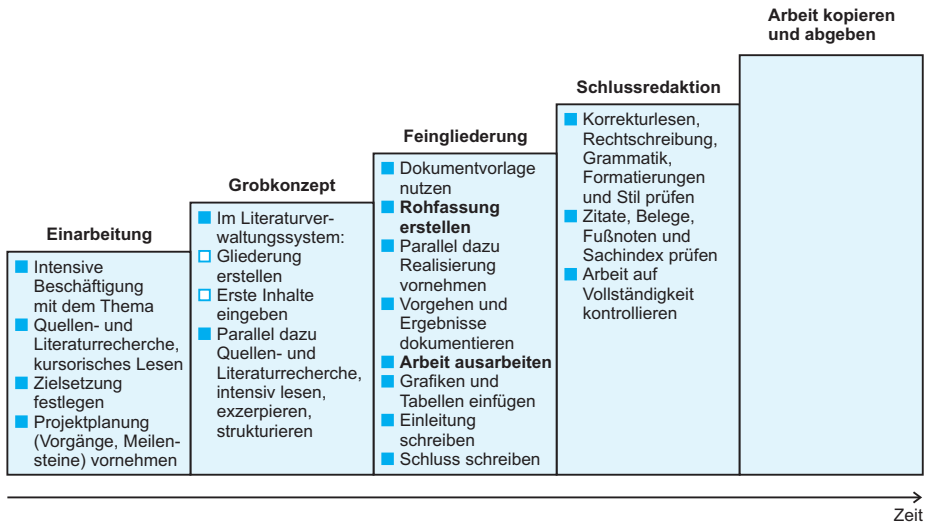 Einarbeitung
Intensive
Beschäftigung
mit dem Thema
Quellen- und
Literaturrecherche,
kursorisches Lesen
Zielsetzung
festlegen
Projektplanung
(Vorgänge, Meilen-
steine) vornehmen
Grobkonzept
Im Literaturver-
waltungssystem:
Gliederung
erstellen
Erste Inhalte
eingeben
Parallel dazu
Quellen- und
Literaturrecherche,
intensiv lesen,
exzerpieren,
strukturieren
Feingliederung
Dokumentvorlage
nutzen
Rohfassung
erstellen
Parallel dazu
Realisierung
vornehmen
Vorgehen und
Ergebnisse
dokumentieren
Arbeit ausarbeiten
Grafiken und
Tabellen einfügen
Einleitung
schreiben
Schluss schreiben
Schlussredaktion
Korrekturlesen,
Rechtschreibung,
Grammatik,
Formatierungen
und Stil prüfen
Zitate, Belege,
Fußnoten und
Sachindex prüfen
Arbeit auf
Vollständigkeit
kontrollieren
Arbeit kopieren
und abgeben
Zeit